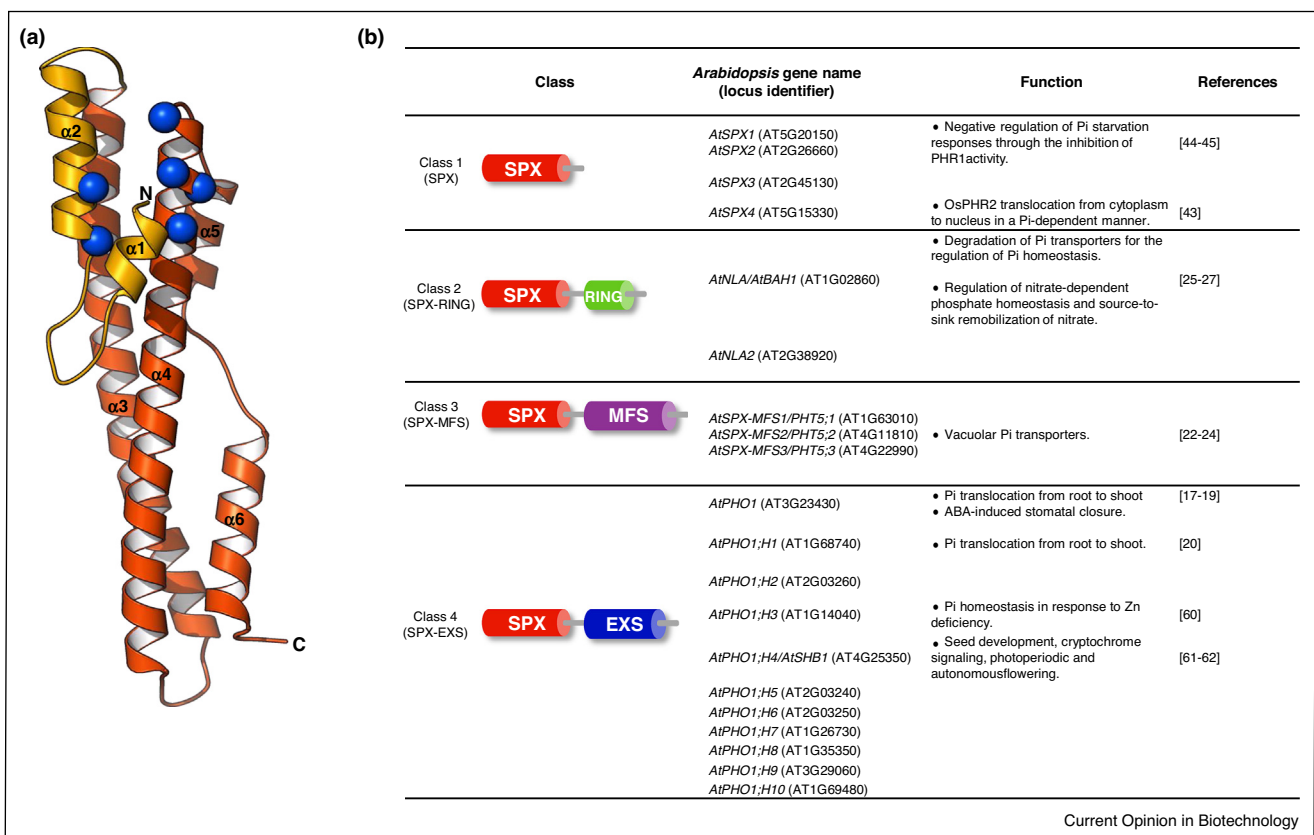 (a)
α2
N
α1
α5
α4
α3
α6
C
(b)
Class
Arabidopsis gene name
(locus identifier)
Function
References
Class 1
(SPX)
SPX
AtSPX1 (AT5G20150)
AtSPX2 (AT2G26660)
AtSPX3 (AT2G45130)
AtSPX4 (AT5G15330)
• Negative regulation of Pi starvation
responses through the inhibition of
PHR1activity.
[44-45]
• OsPHR2 translocation from cytoplasm
to nucleus in a Pi-dependent manner.
[43]
Class 2
(SPX-RING)
SPX
RING
AtNLA/AtBAH1 (AT1G02860)
AtNLA2 (AT2G38920)
• Degradation of Pi transporters for the
regulation of Pi homeostasis.
• Regulation of nitrate-dependent
phosphate homeostasis and source-to-
sink remobilization of nitrate.
[25-27]
Class 3
(SPX-MFS)
SPX
MFS
AtSPX-MFS1/PHT5;1 (AT1G63010)
AtSPX-MFS2/PHT5;2 (AT4G11810)
AtSPX-MFS3/PHT5;3 (AT4G22990)
• Vacuolar Pi transporters.
[22-24]
Class 4
(SPX-EXS)
SPX
EXS
AtPHO1 (AT3G23430)
• Pi translocation from root to shoot
• ABA-induced stomatal closure.
[17-19]
AtPHO1;H1 (AT1G68740)
• Pi translocation from root to shoot.
[20]
AtPHO1;H2 (AT2G03260)
AtPHO1;H3 (AT1G14040)
• Pi homeostasis in response to Zn
deficiency.
[60]
AtPHO1;H4/AtSHB1 (AT4G25350)
• Seed development, cryptochrome
signaling, photoperiodic and
autonomousflowering.
[61-62]
AtPHO1;H5 (AT2G03240)
AtPHO1;H6 (AT2G03250)
AtPHO1;H7 (AT1G26730)
AtPHO1;H8 (AT1G35350)
AtPHO1;H9 (AT3G29060)
AtPHO1;H10 (AT1G69480)
Current Opinion in Biotechnology